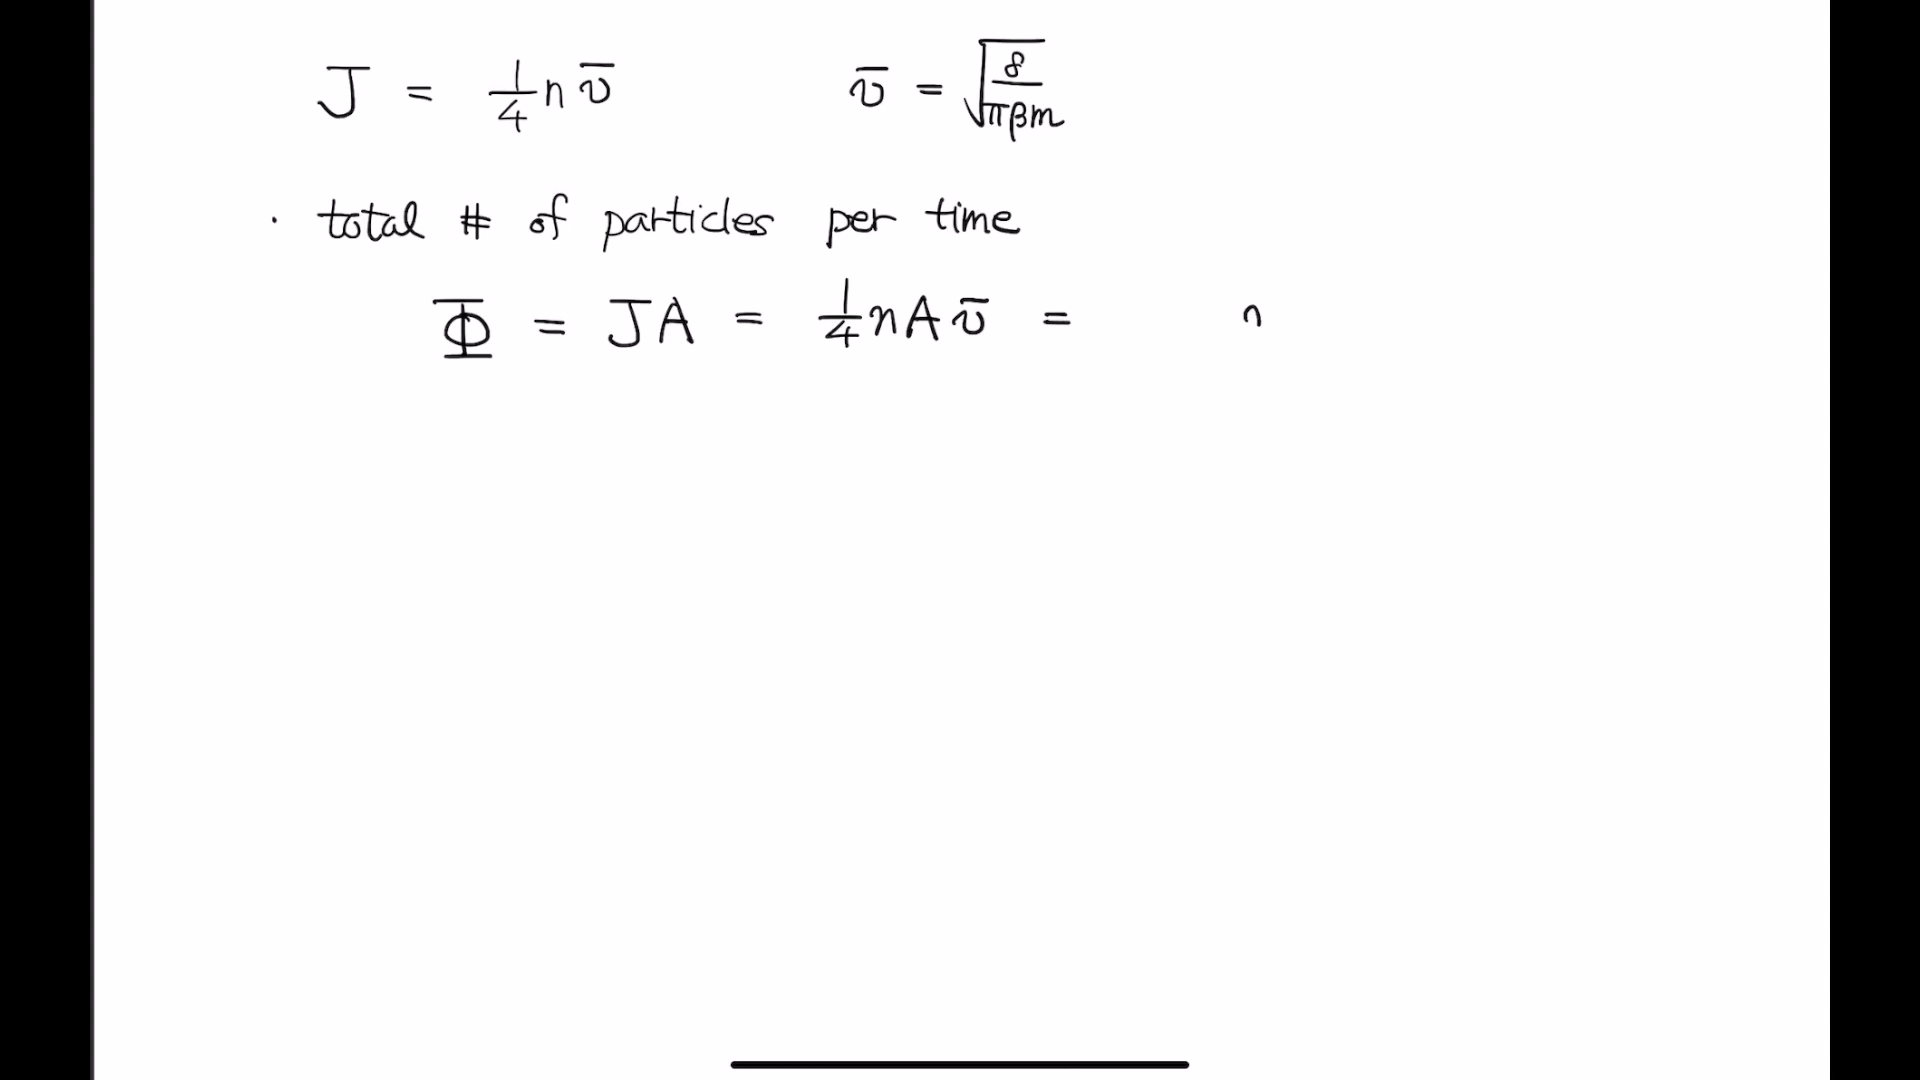 J = 1/4 n v̄    v̄ = √(8/πβm)
· total # of particles per time
Φ = JA = 1/4 nA v̄ =    n